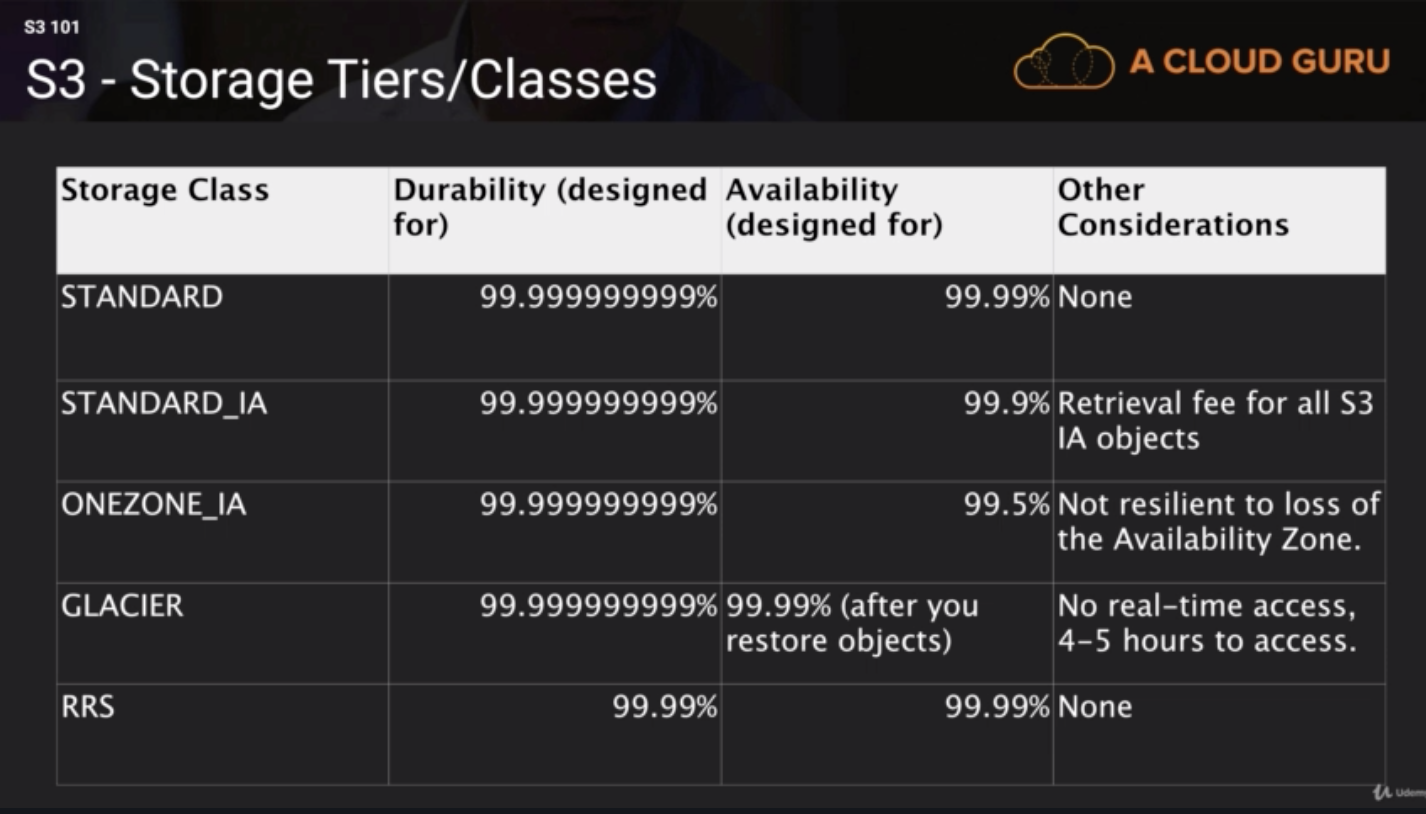 S3 101
S3 - Storage Tiers/Classes
A CLOUD GURU
Storage Class
Durability (designed
for)
Availability
(designed for)
Other
Considerations
STANDARD
99.999999999%
99.99%
None
STANDARD_IA
99.999999999%
99.9%
Retrieval fee for all S3
IA objects
ONEZONE_IA
99.999999999%
99.5%
Not resilient to loss of
the Availability Zone.
GLACIER
99.999999999%
99.99% (after you
restore objects)
No real-time access,
4-5 hours to access.
RRS
99.99%
99.99%
None
Udemy